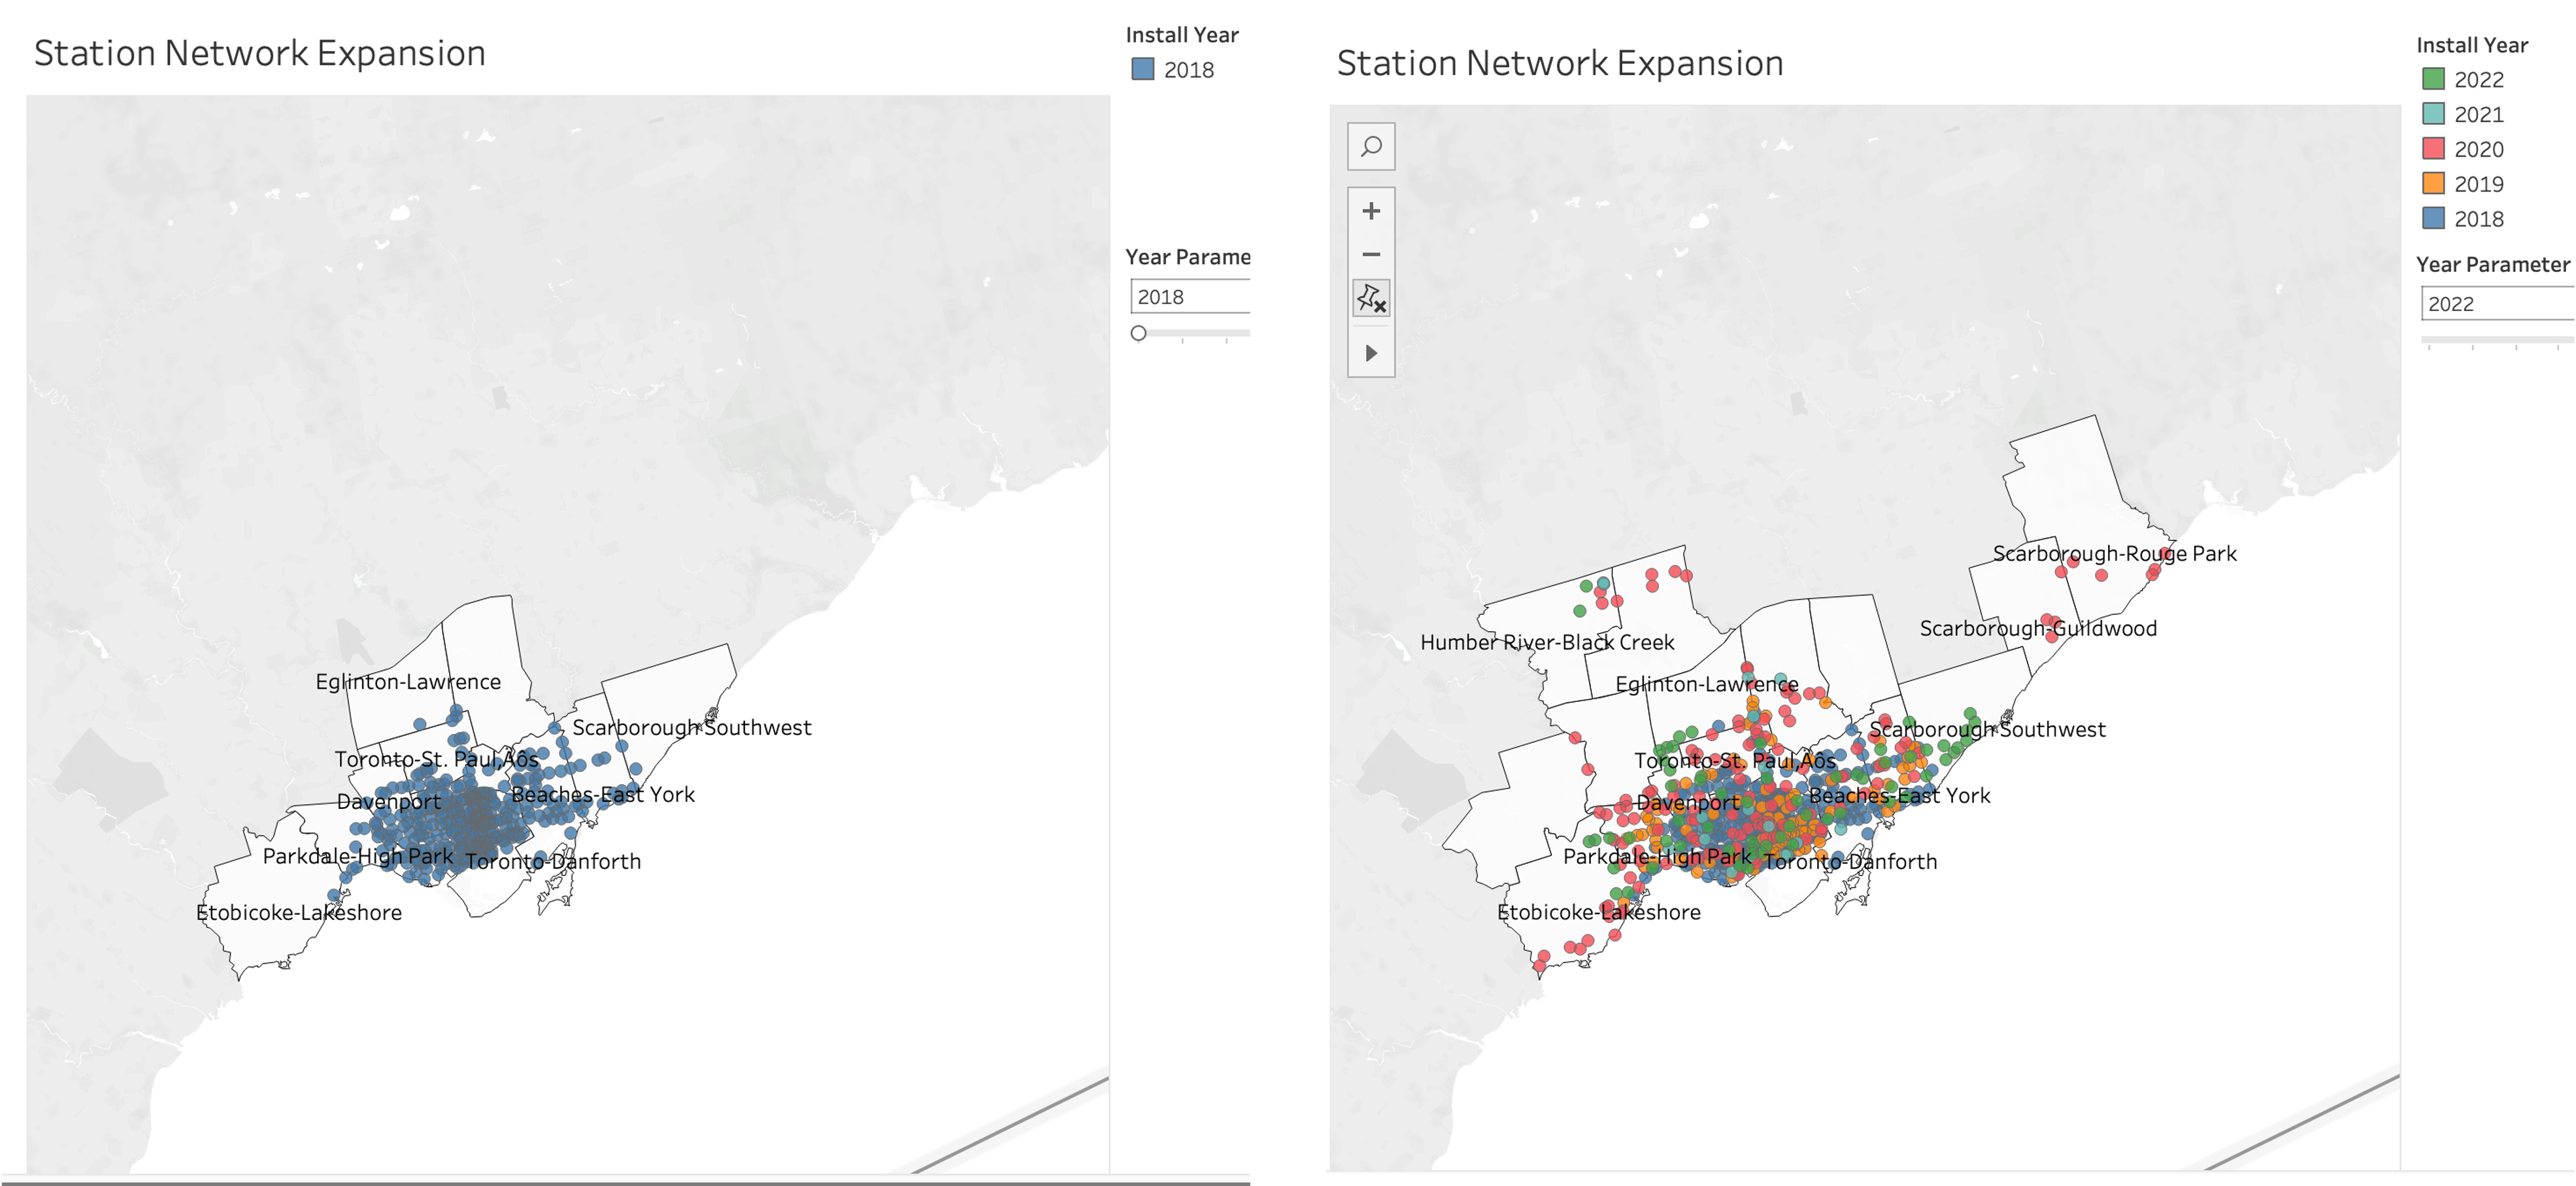 Station Network Expansion
Install Year
2018
Year Parame
2018
Eglinton-Lawrence
Scarborough Southwest
Toronto-St. Paul‚Äôs
Davenport
Beaches-East York
Parkdale-High Park
Toronto-Danforth
Etobicoke-Lakeshore
Station Network Expansion
Install Year
2022
2021
2020
2019
2018
Year Parameter
2022
Scarborough-Rouge Park
Scarborough-Guildwood
Humber River-Black Creek
Eglinton-Lawrence
Scarborough Southwest
Toronto-St. Paul‚Äôs
Davenport
Beaches-East York
Parkdale-High Park
Toronto-Danforth
Etobicoke-Lakeshore